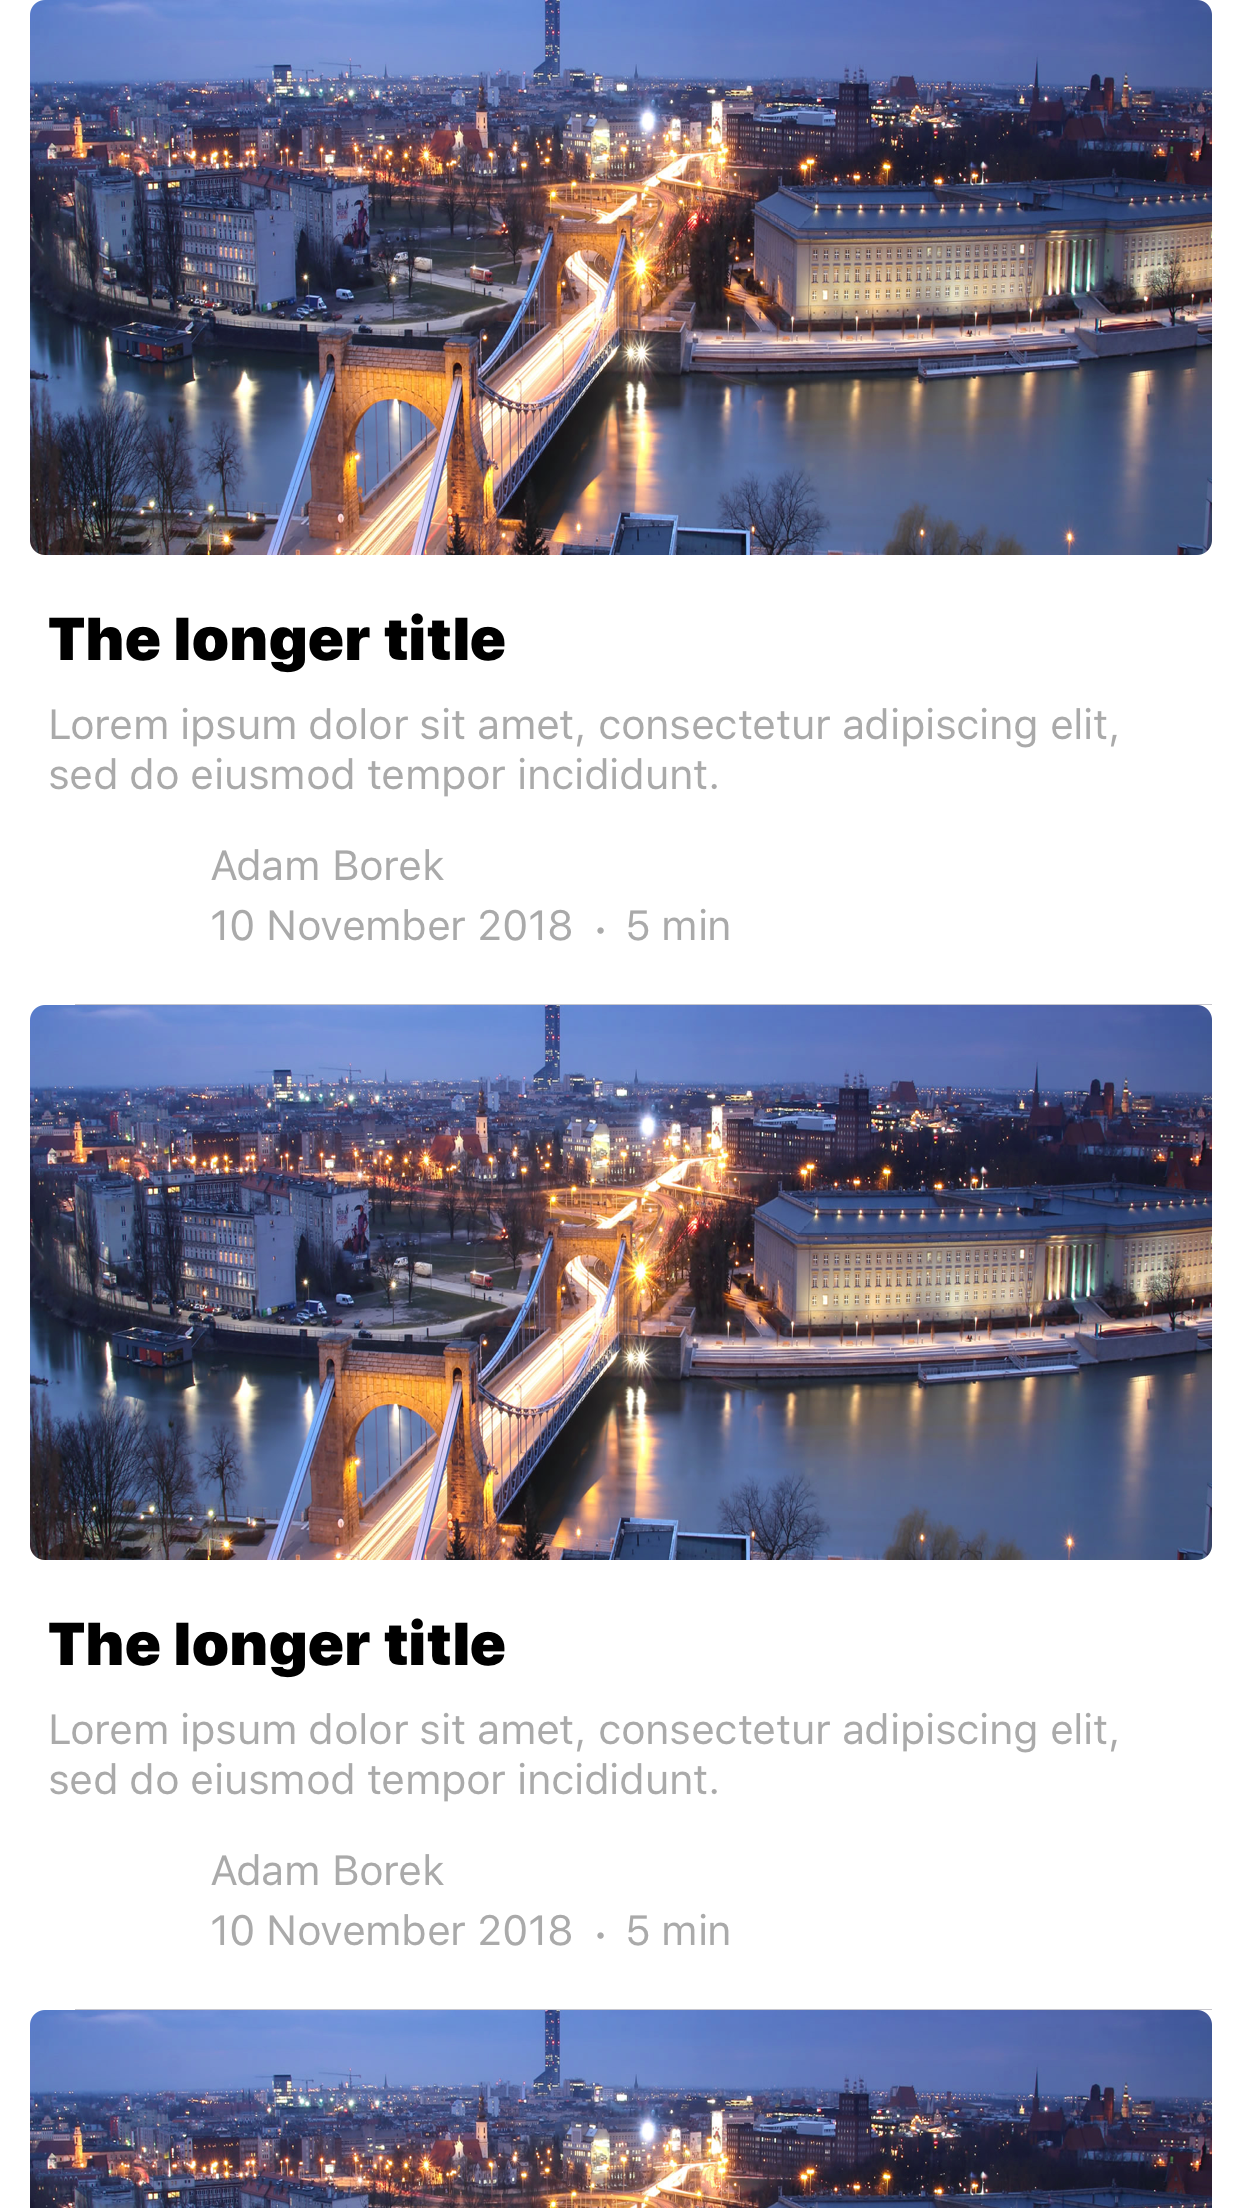 The longer title
Lorem ipsum dolor sit amet, consectetur adipiscing elit,
sed do eiusmod tempor incididunt.
Adam Borek
10 November 2018 · 5 min
The longer title
Lorem ipsum dolor sit amet, consectetur adipiscing elit,
sed do eiusmod tempor incididunt.
Adam Borek
10 November 2018 · 5 min